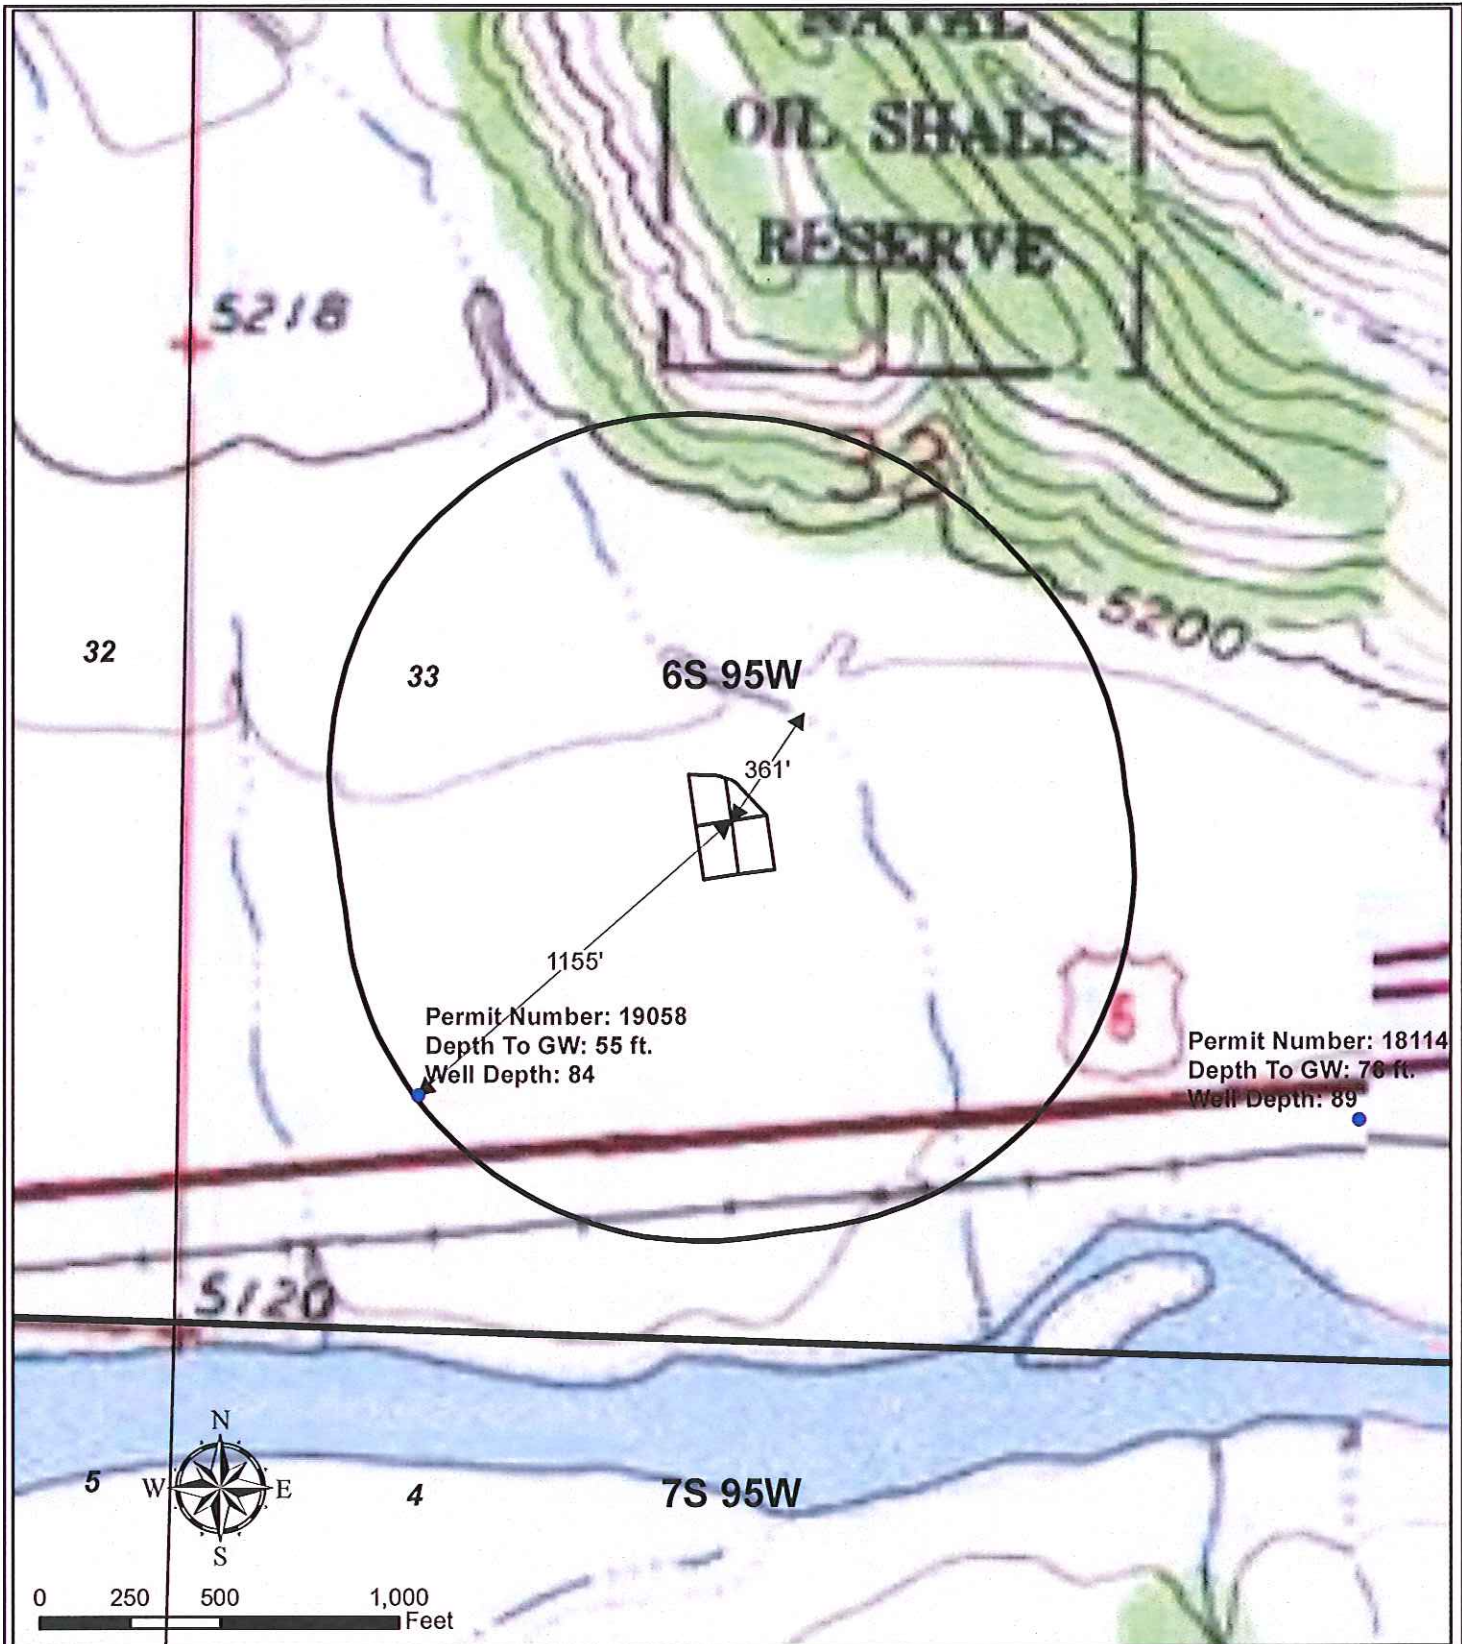 NAVAL
OIL SHALE
RESERVE
5218
5200
32
33
6S 95W
361'
1155'
Permit Number: 19058
Depth To GW: 55 ft.
Well Depth: 84
6
Permit Number: 18114
Depth To GW: 76 ft.
Well Depth: 89
5120
N
W E
S
5
4
7S 95W
0 250 500 1,000
Feet